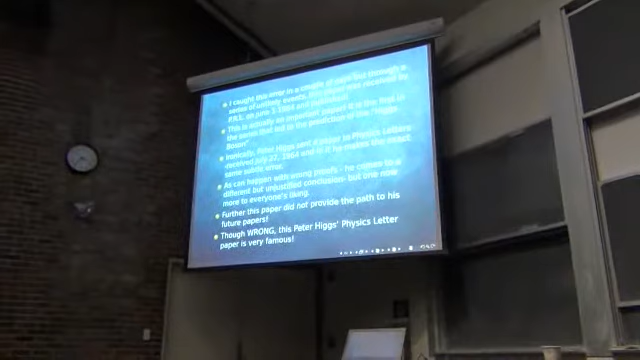 I caught this error in a couple of days but through a
sense of unlikely events, this paper was received by
P.R.L. on June 1 1964 and published.
This is actually an important paper! It is the first in
the series that led to the prediction of the "Higgs
Boson"
Ironically, Peter Higgs sent a paper to Physics Letters
received July 27, 1964 and in it he makes the exact
same subtle error.
As can happen with wrong proofs - he comes to a
different but unjustified conclusion- but one now
more to everyone's liking.
Further this paper did not provide the path to his
future papers!
Though WRONG, this Peter Higgs' Physics Letter
paper is very famous!